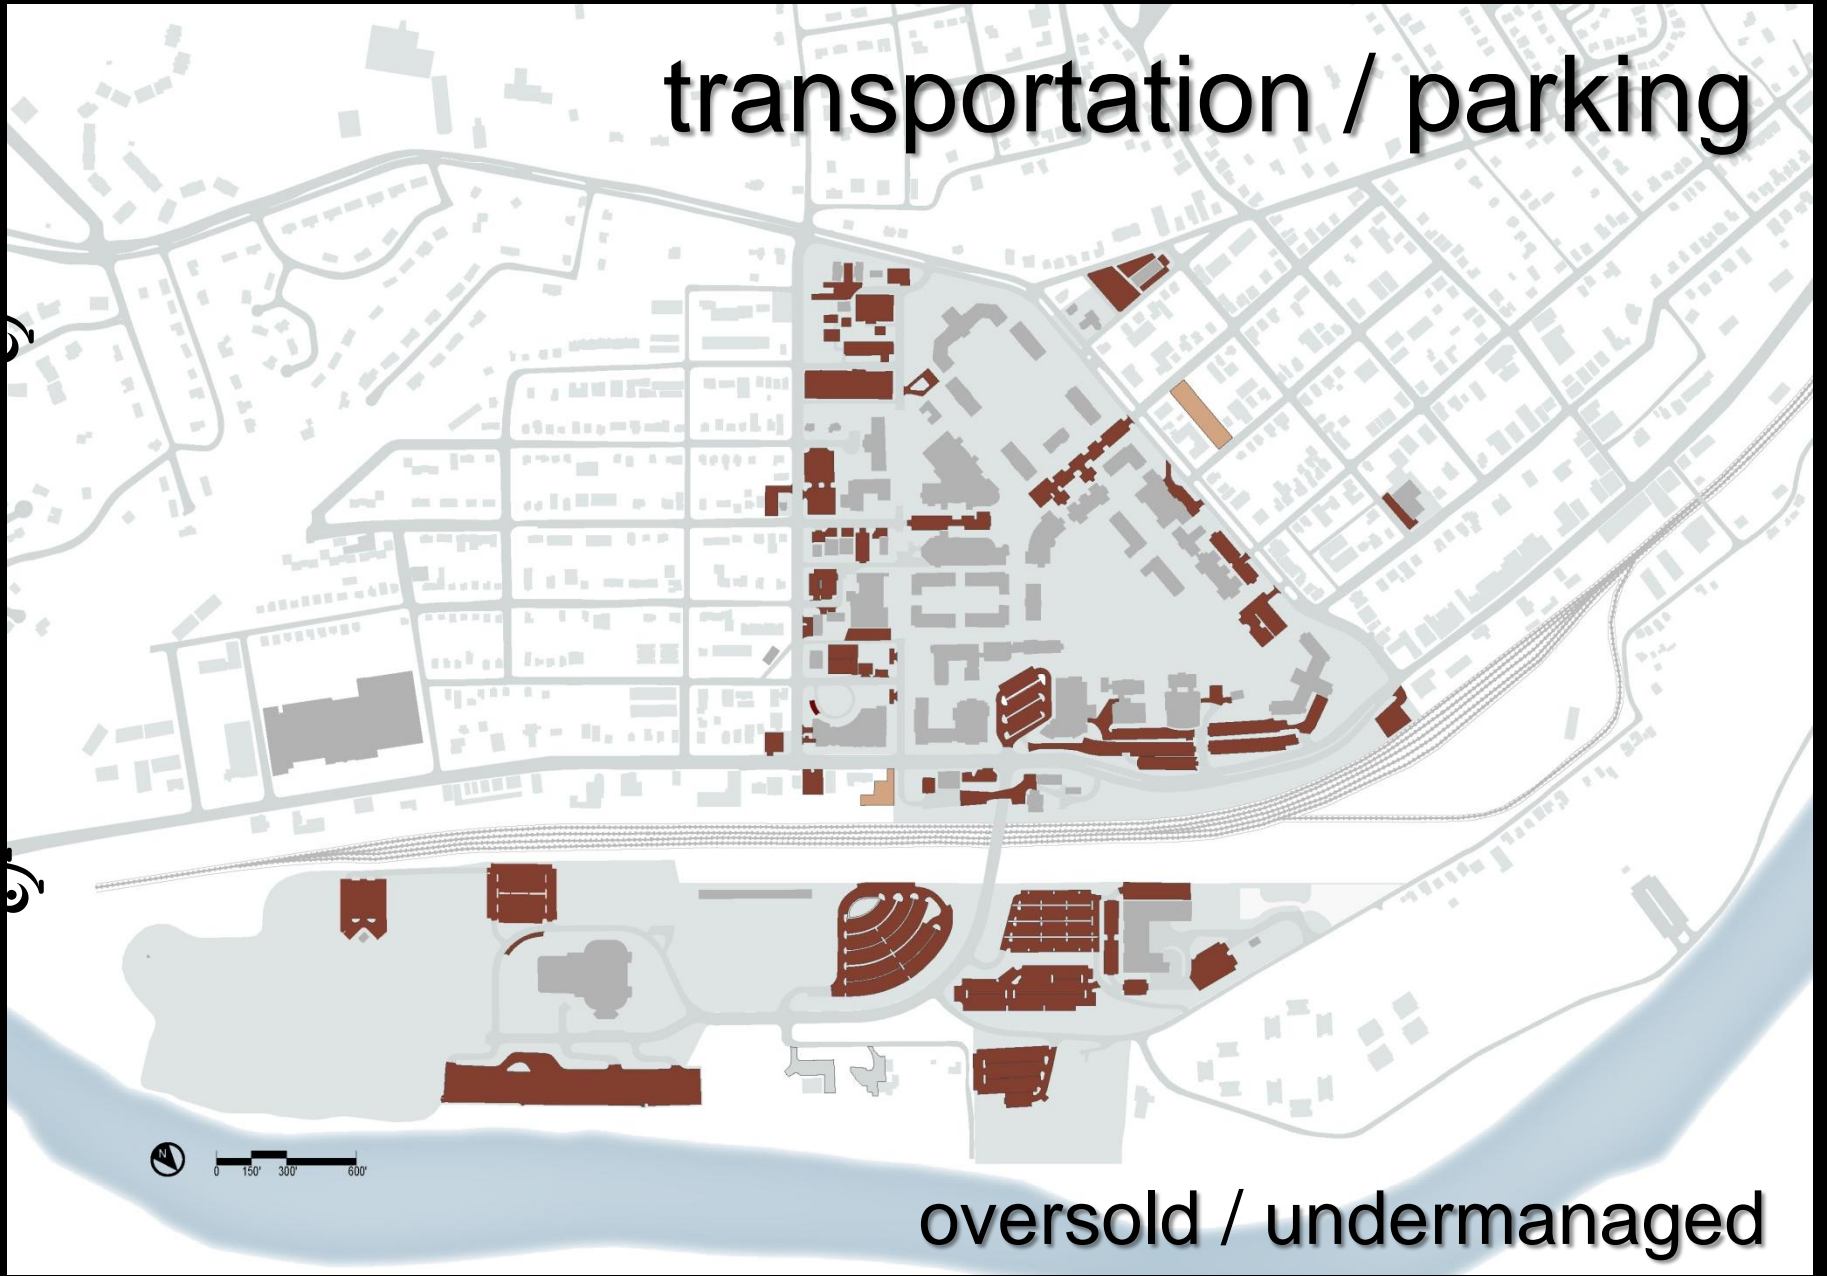 transportation / parking
N
0 150' 300' 600'
oversold / undermanaged